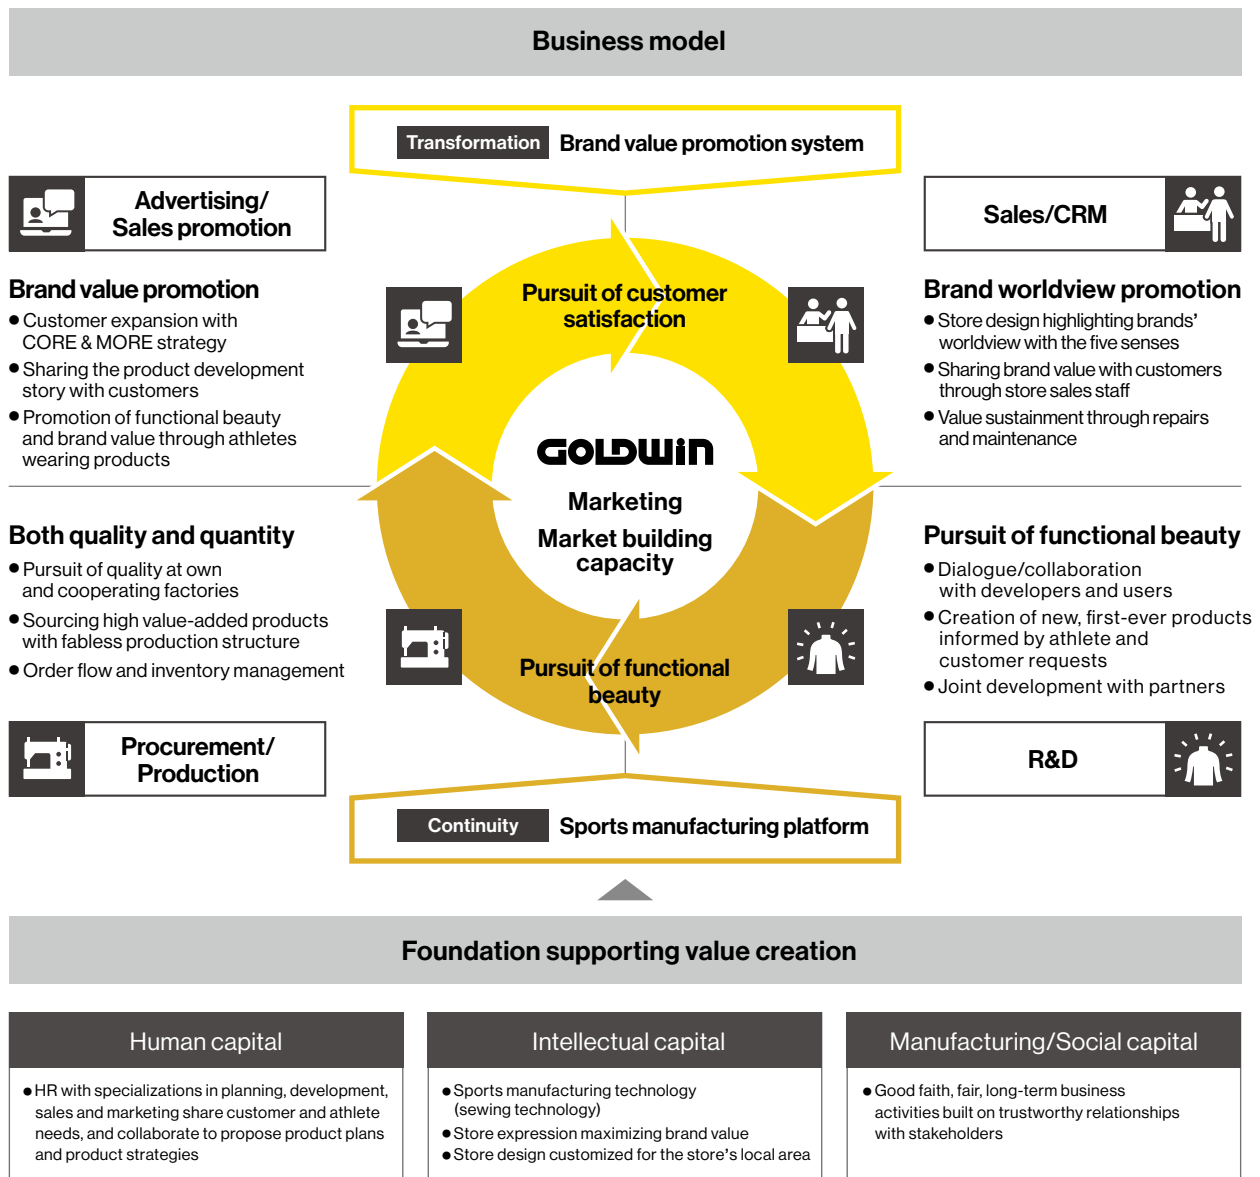 Business model
Transformation Brand value promotion system
Advertising/
Sales promotion
Brand value promotion
• Customer expansion with
CORE & MORE strategy
• Sharing the product development
story with customers
• Promotion of functional beauty
and brand value through athletes
wearing products
Sales/CRM
Brand worldview promotion
• Store design highlighting brands'
worldview with the five senses
• Sharing brand value with customers
through store sales staff
• Value sustainment through repairs
and maintenance
Pursuit of customer
satisfaction
GOLDWIN
Marketing
Market building
capacity
Pursuit of functional
beauty
Both quality and quantity
• Pursuit of quality at own
and cooperating factories
• Sourcing high value-added products
with fabless production structure
• Order flow and inventory management
Procurement/
Production
Pursuit of functional beauty
• Dialogue/collaboration
with developers and users
• Creation of new, first-ever products
informed by athlete and
customer requests
• Joint development with partners
R&D
Continuity Sports manufacturing platform
Foundation supporting value creation
Human capital
• HR with specializations in planning, development,
sales and marketing share customer and athlete
needs, and collaborate to propose product plans
and product strategies
Intellectual capital
• Sports manufacturing technology
(sewing technology)
• Store expression maximizing brand value
• Store design customized for the store's local area
Manufacturing/Social capital
• Good faith, fair, long-term business
activities built on trustworthy relationships
with stakeholders